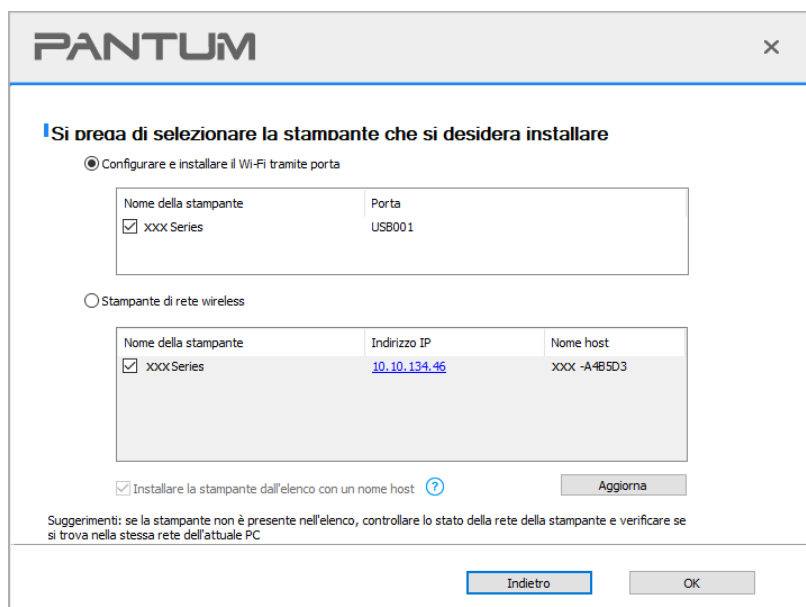 PANTUM
Si prega di selezionare la stampante che si desidera installare
Configurare e installare il Wi-Fi tramite porta
Nome della stampante Porta
XXX Series USB001
Stampante di rete wireless
Nome della stampante Indirizzo IP Nome host
XXX Series 10.10.134.46 XXX -A4B5D3
Installare la stampante dall'elenco con un nome host ?
Aggiorna
Suggerimenti: se la stampante non è presente nell'elenco, controllare lo stato della rete della stampante e verificare se
si trova nella stessa rete dell'attuale PC
Indietro OK